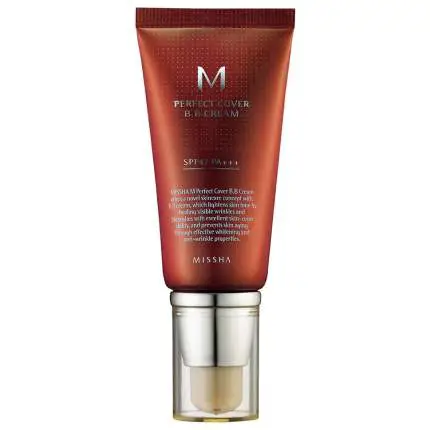 M
PERFECT COVER
B.B CREAM
SPF42 PA+++
MISSHA M Perfect Cover B.B Cream
offers a novel skincare concept with
B.B cream, which lightens skin tone by
healing visible wrinkles and
blemishes with excellent skin-cover
ability, and prevents skin aging
through effective whitening and
anti-wrinkle properties.
MISSHA